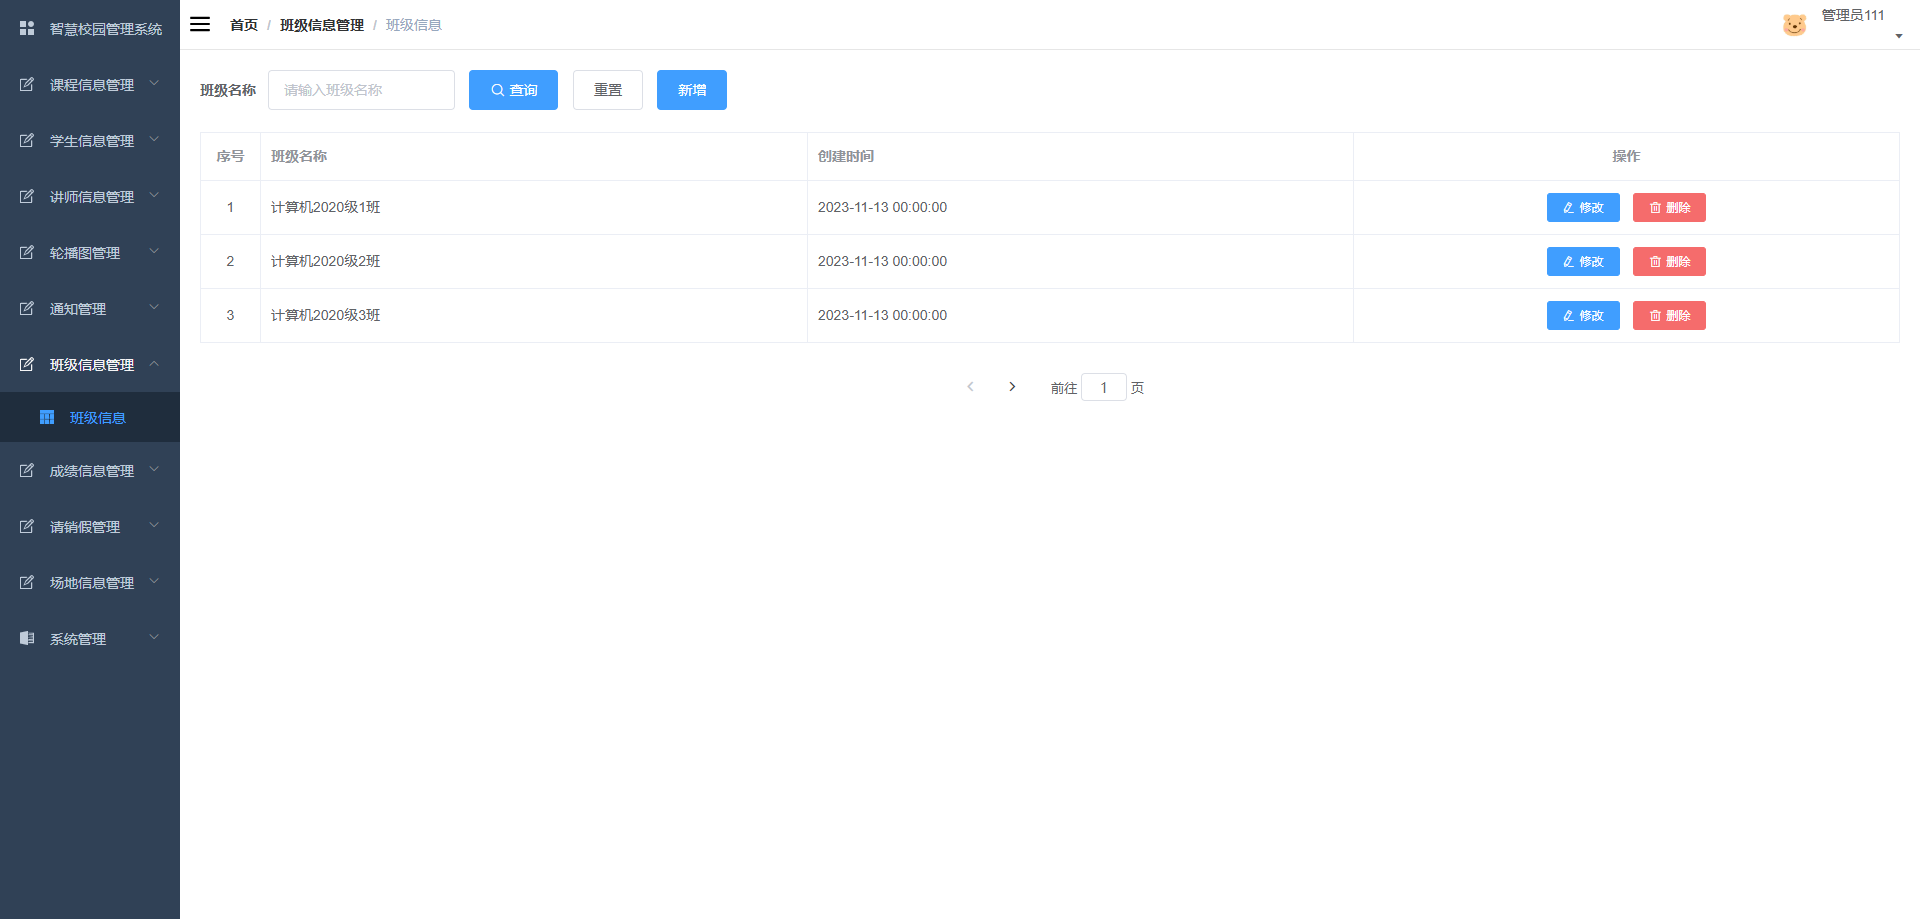 智慧校园管理系统
课程信息管理
学生信息管理
讲师信息管理
轮播图管理
通知管理
班级信息管理
班级信息
成绩信息管理
请销假管理
场地信息管理
系统管理
首页 / 班级信息管理 / 班级信息
管理员111
班级名称 请输入班级名称 查询 重置 新增
序号 班级名称 创建时间 操作
1 计算机2020级1班 2023-11-13 00:00:00 修改 删除
2 计算机2020级2班 2023-11-13 00:00:00 修改 删除
3 计算机2020级3班 2023-11-13 00:00:00 修改 删除
前往 1 页